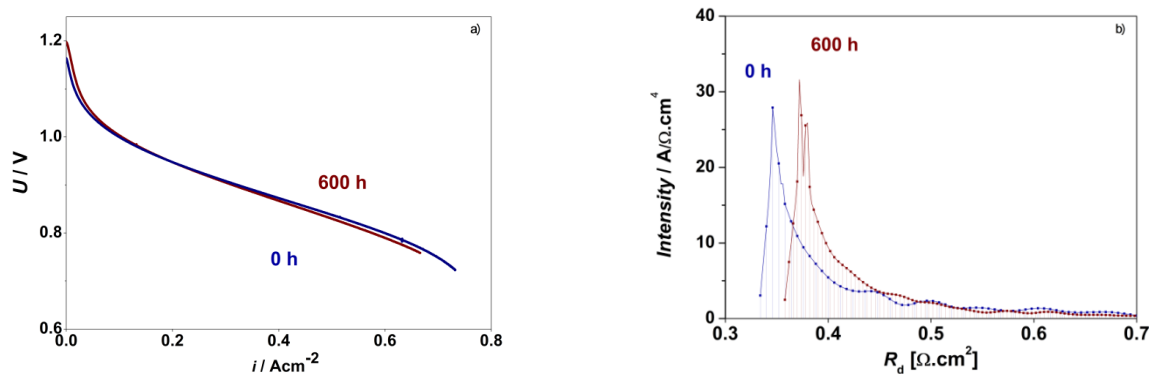 a)
1.2
1.0
0.8
0.6
U / V
600 h
0 h
0.0 0.2 0.4 0.6 0.8
i / Acm-2
b)
40
30
20
10
0
Intensity / A/Ω.cm4
600 h
0 h
0.3 0.4 0.5 0.6 0.7
Rd [Ω.cm2]